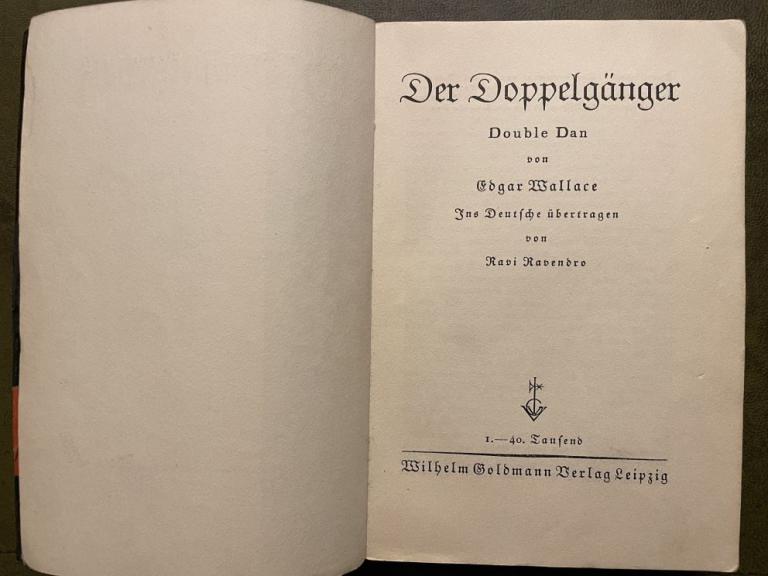 Der Doppelgänger
Double Dan
von
Edgar Wallace
Ins Deutſche übertragen
von
Ravi Ravendro
1.—40. Tauſend
Wilhelm Goldmann Verlag Leipzig